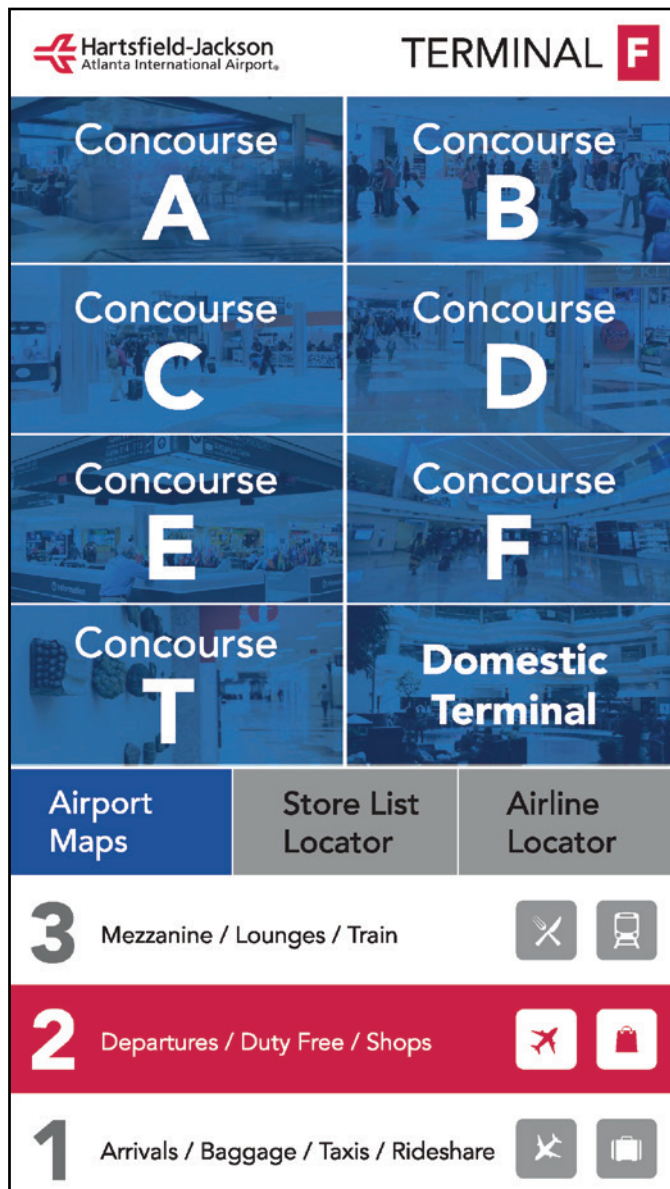 Hartsfield-Jackson
Atlanta International Airport®
TERMINAL F
Concourse
A
Concourse
B
Concourse
C
Concourse
D
Concourse
E
Concourse
F
Concourse
T
Domestic
Terminal
Airport
Maps
Store List
Locator
Airline
Locator
3 Mezzanine / Lounges / Train
2 Departures / Duty Free / Shops
1 Arrivals / Baggage / Taxis / Rideshare